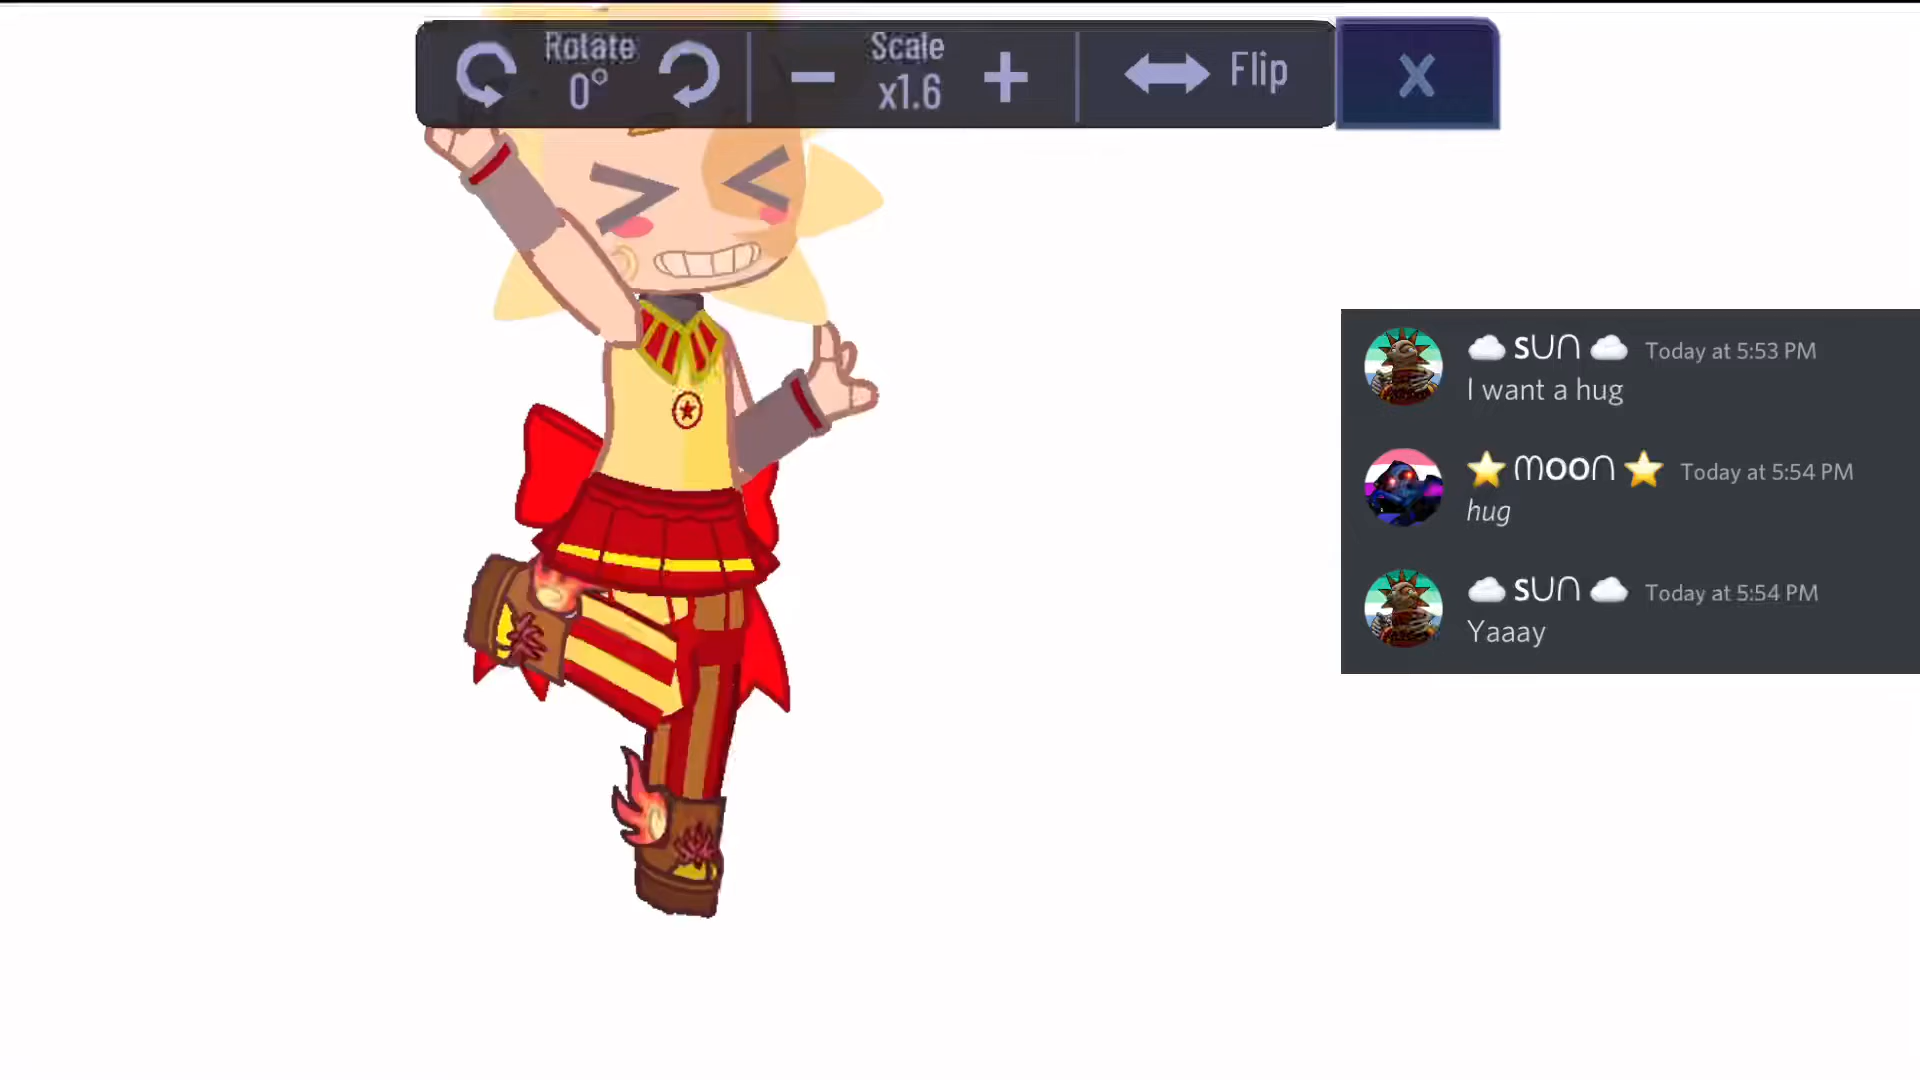 Rotate
0°
Scale
x1.6
Flip
X
☁️ sUn ☁️ Today at 5:53 PM
I want a hug
⭐ moon ⭐ Today at 5:54 PM
hug
☁️ sUn ☁️ Today at 5:54 PM
Yaaay